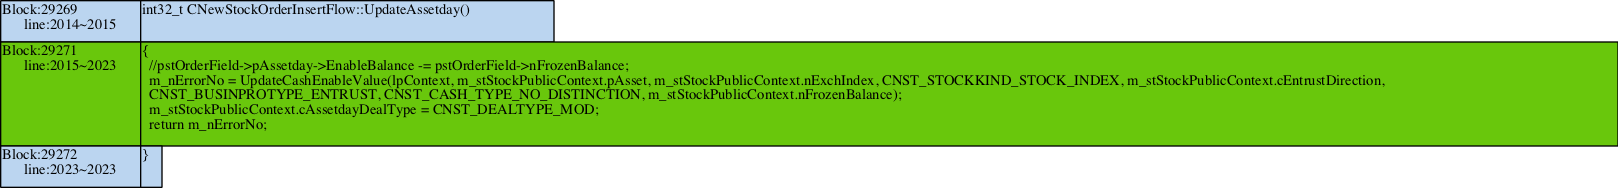 Block:29269 int32_t CNewStockOrderInsertFlow::UpdateAssetday()
line:2014~2015
Block:29271 {
line:2015~2023 //pstOrderField->pAssetday->EnableBalance -= pstOrderField->nFrozenBalance;
m_nErrorNo = UpdateCashEnableValue(lpContext, m_stStockPublicContext.pAsset, m_stStockPublicContext.nExchIndex, CNST_STOCKKIND_STOCK_INDEX, m_stStockPublicContext.cEntrustDirection,
CNST_BUSINPROTYPE_ENTRUST, CNST_CASH_TYPE_NO_DISTINCTION, m_stStockPublicContext.nFrozenBalance);
m_stStockPublicContext.cAssetdayDealType = CNST_DEALTYPE_MOD;
return m_nErrorNo;
Block:29272 }
line:2023~2023